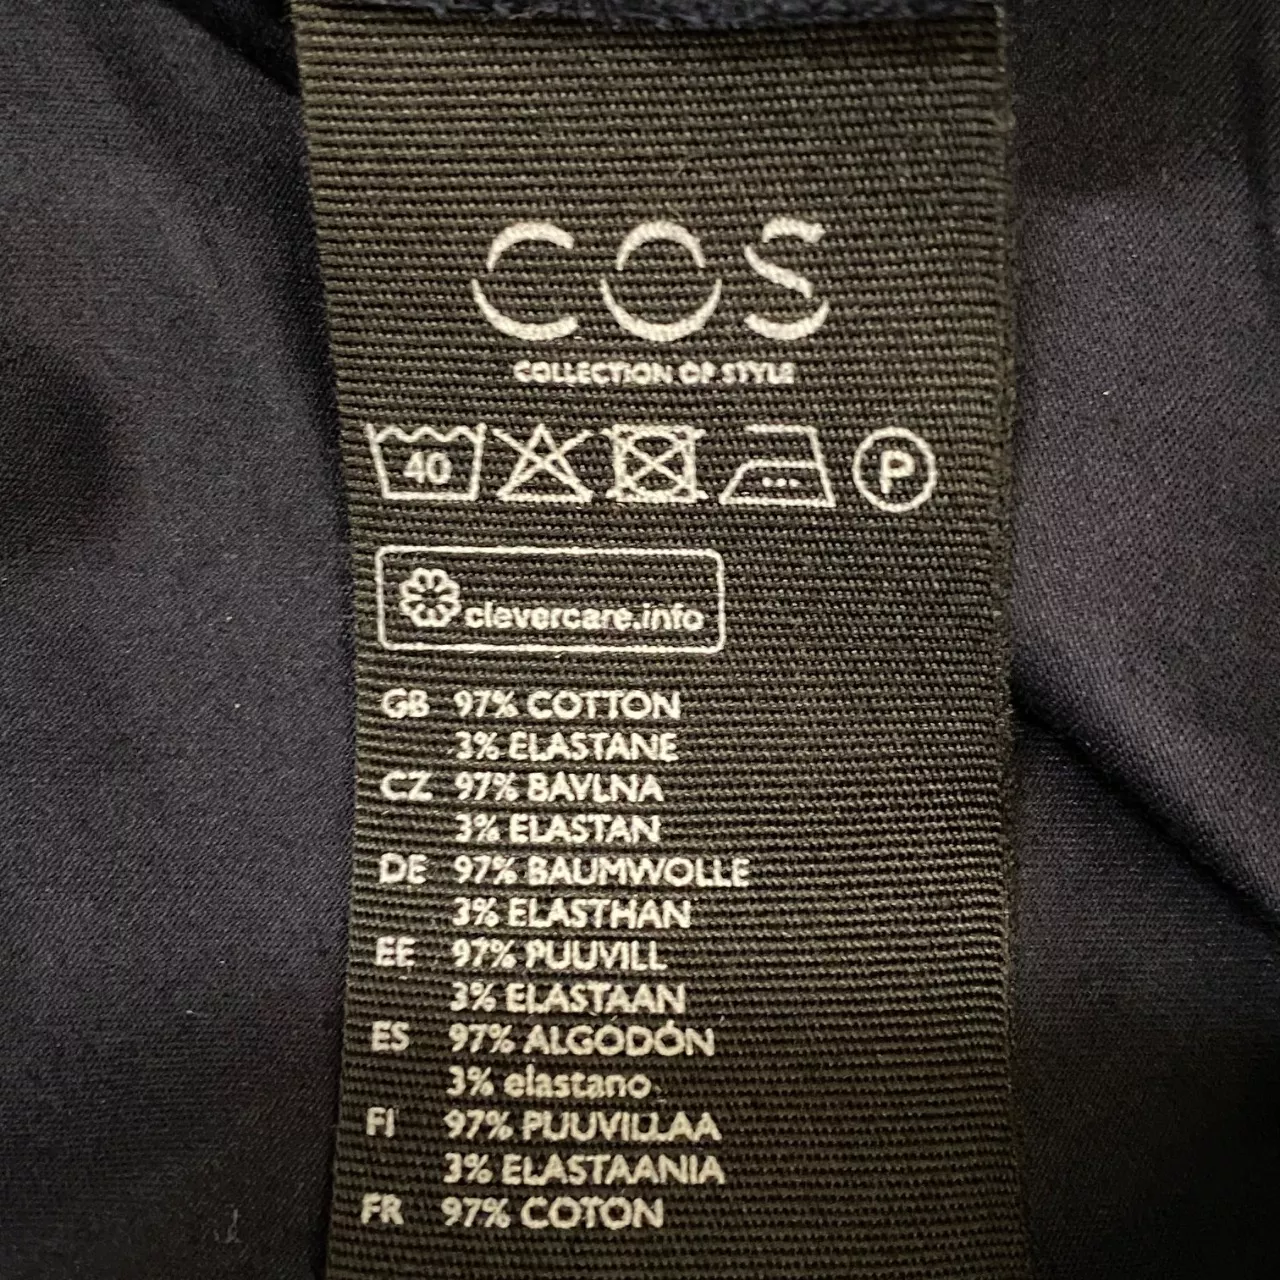 COS
COLLECTION OF STYLE
40 P
clevercare.info
GB 97% COTTON
3% ELASTANE
CZ 97% BAVLNA
3% ELASTAN
DE 97% BAUMWOLLE
3% ELASTHAN
EE 97% PUUVILL
3% ELASTAAN
ES 97% ALGODÓN
3% elastano
FI 97% PUUVILLAA
3% ELASTAANIA
FR 97% COTON